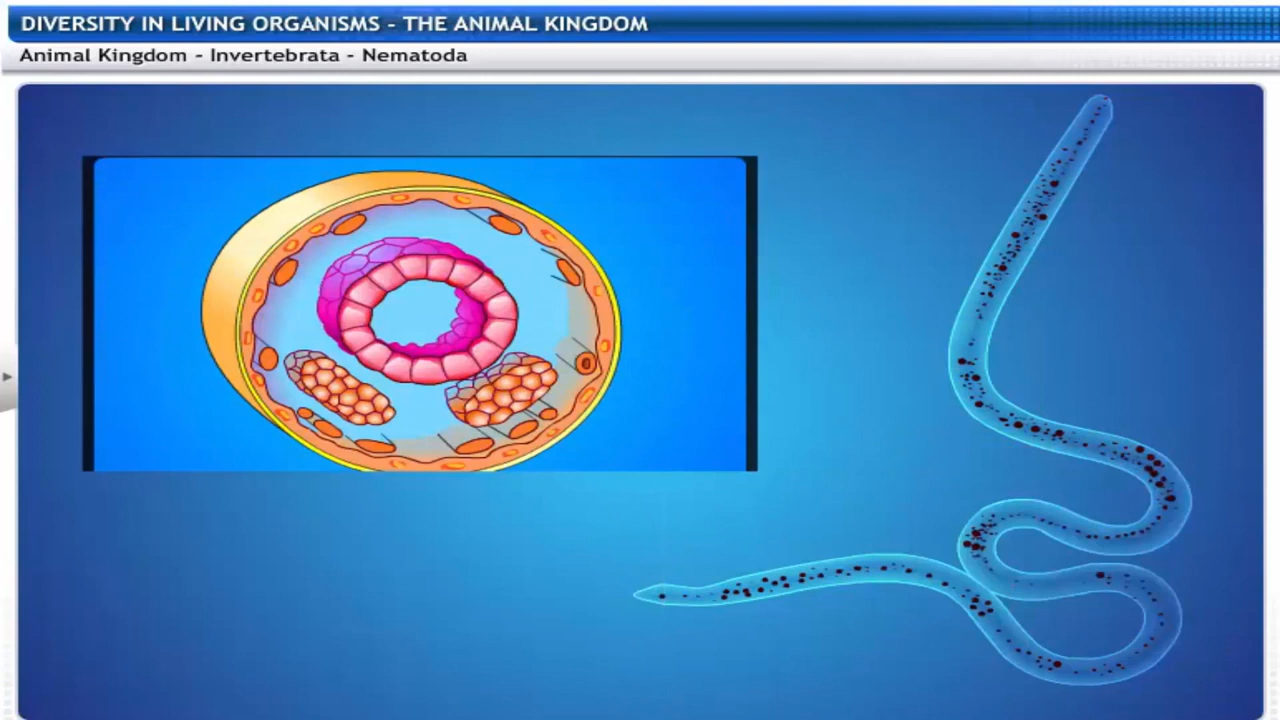 DIVERSITY IN LIVING ORGANISMS - THE ANIMAL KINGDOM
Animal Kingdom - Invertebrata - Nematoda